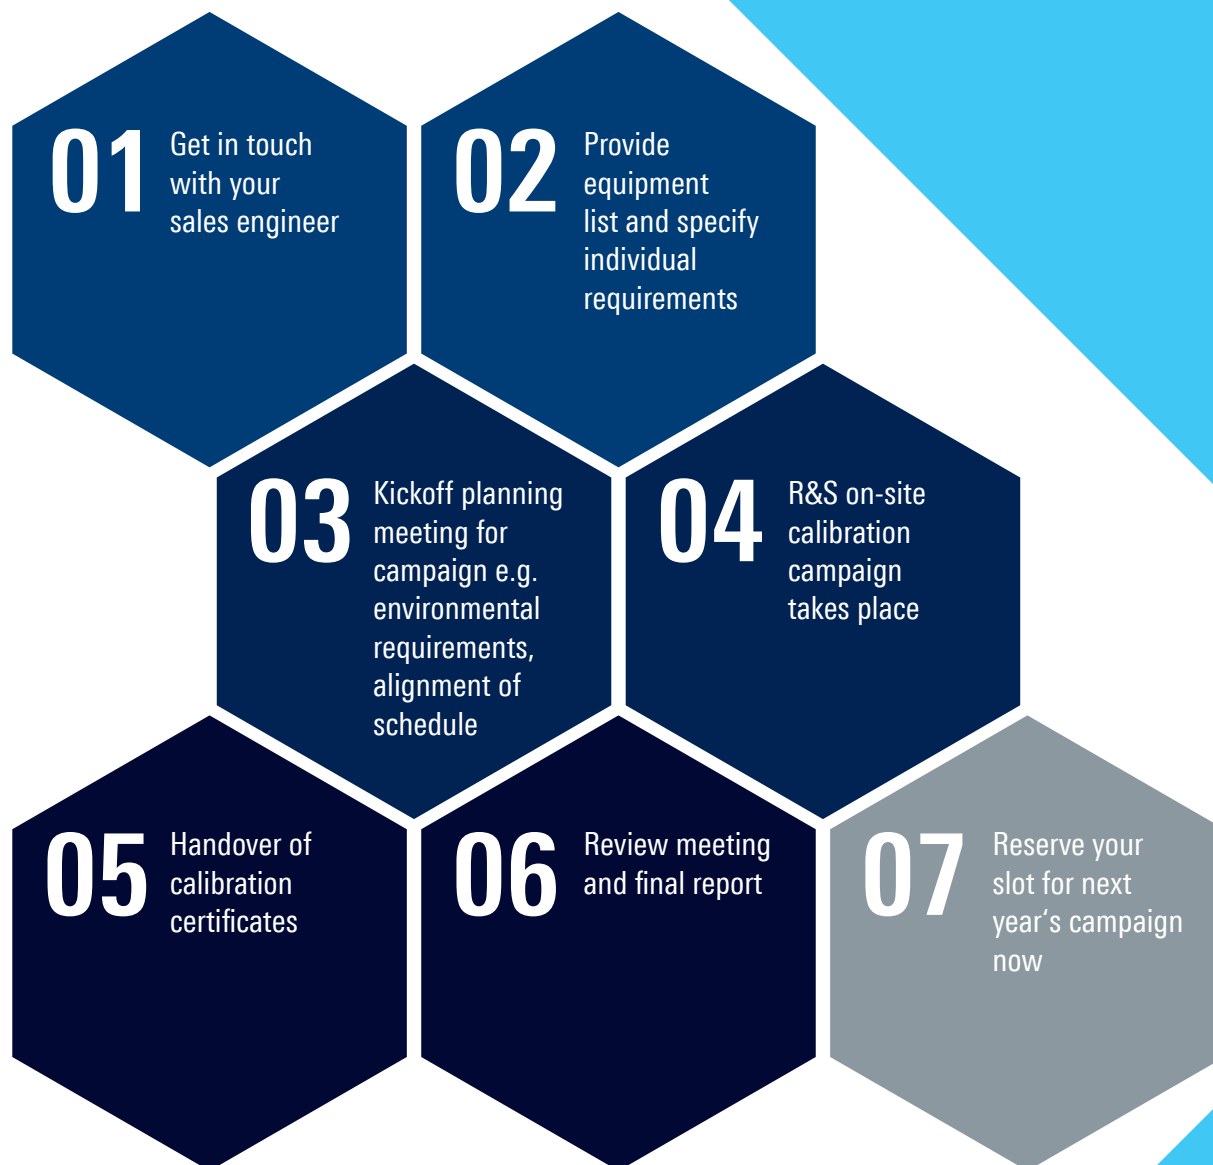 01
Get in touch
with your
sales engineer
02
Provide
equipment
list and specify
individual
requirements
03
Kickoff planning
meeting for
campaign e.g.
environmental
requirements,
alignment of
schedule
04
R&S on-site
calibration
campaign
takes place
05
Handover of
calibration
certificates
06
Review meeting
and final report
07
Reserve your
slot for next
year‘s campaign
now